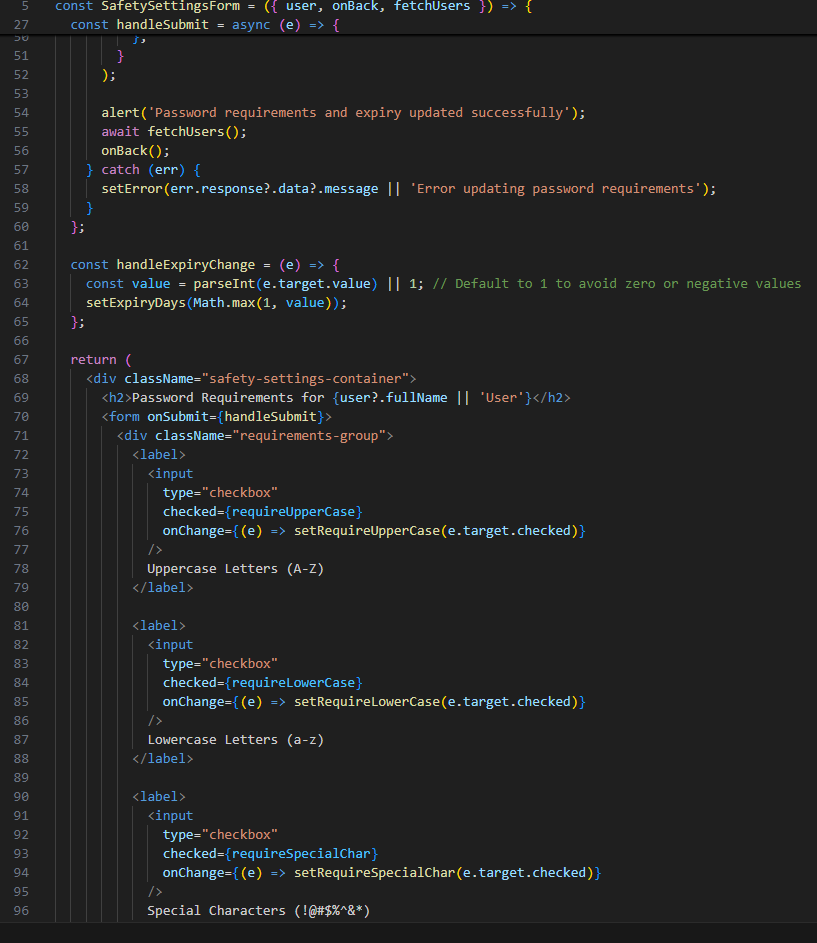 5 const SafetySettingsForm = ({ user, onBack, fetchUsers }) => {
27 const handleSubmit = async (e) => {
50 };
51 }
52 );
53
54 alert('Password requirements and expiry updated successfully');
55 await fetchUsers();
56 onBack();
57 } catch (err) {
58 setError(err.response?.data?.message || 'Error updating password requirements');
59 }
60 };
61
62 const handleExpiryChange = (e) => {
63 const value = parseInt(e.target.value) || 1; // Default to 1 to avoid zero or negative values
64 setExpiryDays(Math.max(1, value));
65 };
66
67 return (
68 <div className="safety-settings-container">
69 <h2>Password Requirements for {user?.fullName || 'User'}</h2>
70 <form onSubmit={handleSubmit}>
71 <div className="requirements-group">
72 <label>
73 <input
74 type="checkbox"
75 checked={requireUpperCase}
76 onChange={(e) => setRequireUpperCase(e.target.checked)}
77 />
78 Uppercase Letters (A-Z)
79 </label>
80
81 <label>
82 <input
83 type="checkbox"
84 checked={requireLowerCase}
85 onChange={(e) => setRequireLowerCase(e.target.checked)}
86 />
87 Lowercase Letters (a-z)
88 </label>
89
90 <label>
91 <input
92 type="checkbox"
93 checked={requireSpecialChar}
94 onChange={(e) => setRequireSpecialChar(e.target.checked)}
95 />
96 Special Characters (!@#$%^&*)